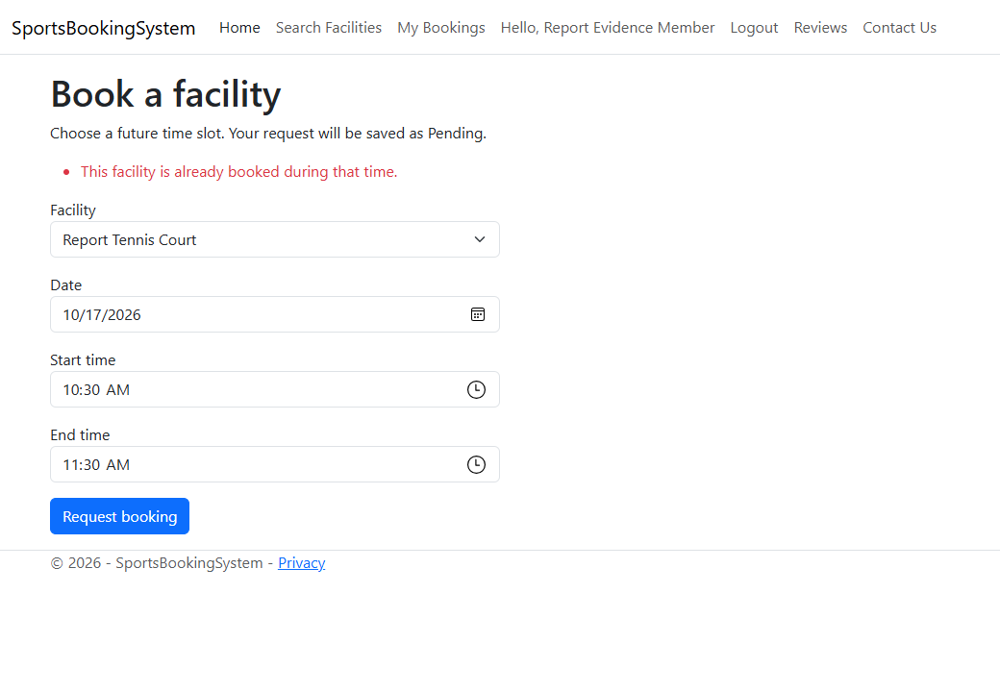 SportsBookingSystem Home Search Facilities My Bookings Hello, Report Evidence Member Logout Reviews Contact Us
Book a facility
Choose a future time slot. Your request will be saved as Pending.
This facility is already booked during that time.
Facility
Report Tennis Court
Date
10/17/2026
Start time
10:30 AM
End time
11:30 AM
Request booking
© 2026 - SportsBookingSystem - Privacy